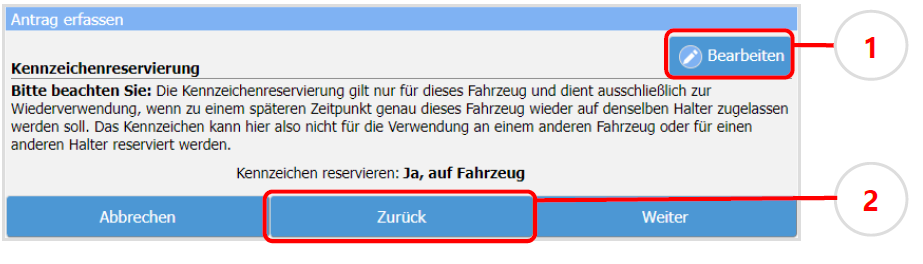 Antrag erfassen
Bearbeiten
1
Kennzeichenreservierung
Bitte beachten Sie: Die Kennzeichenreservierung gilt nur für dieses Fahrzeug und dient ausschließlich zur
Wiederverwendung, wenn zu einem späteren Zeitpunkt genau dieses Fahrzeug wieder auf denselben Halter zugelassen
werden soll. Das Kennzeichen kann hier also nicht für die Verwendung an einem anderen Fahrzeug oder für einen
anderen Halter reserviert werden.
Kennzeichen reservieren: Ja, auf Fahrzeug
Abbrechen
Zurück
Weiter
2